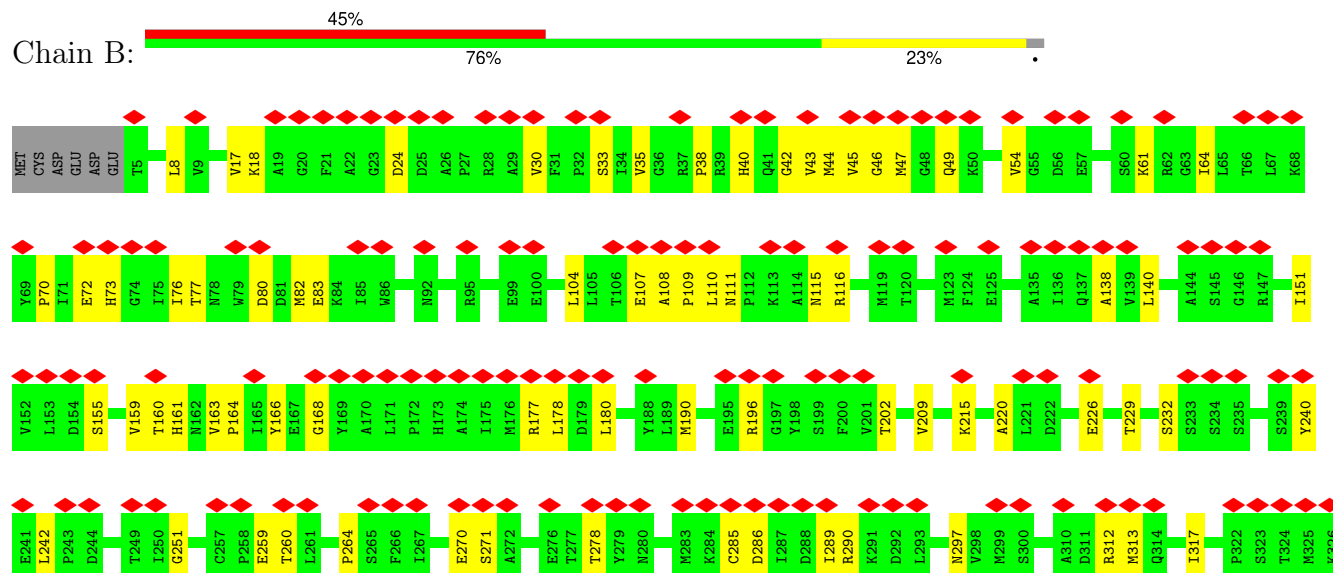 45%
Chain B:
76% 23% •
MET CYS ASP GLU ASP GLU T5 L8 V9 V17 K18 A19 G20 F21 A22 G23 D24 D25 A26 P27 R28 A29 V30 F31 P32 S33 I34 V35 G36 R37 P38 R39 H40 Q41 G42 V43 M44 V45 G46 M47 G48 Q49 K50 V54 G55 D56 E57 S60 K61 R62 G63 I64 L65 T66 L67 K68
Y69 P70 I71 E72 H73 G74 I75 I76 T77 N78 W79 D80 D81 M82 E83 K84 I85 W86 N92 R95 E99 E100 L104 L105 T106 E107 A108 P109 L110 N111 P112 K113 A114 N115 R116 M119 T120 M123 F124 E125 A135 I136 Q137 A138 V139 L140 A144 S145 G146 R147 I151
V152 L153 D154 S155 V159 T160 H161 N162 V163 P164 I165 Y166 E167 G168 Y169 A170 L171 P172 H173 A174 I175 M176 R177 L178 D179 L180 Y188 L189 M190 E195 R196 G197 Y198 S199 F200 V201 T202 V209 K215 A220 L221 D222 E226 T229 S232 S233 S234 S235 S239 Y240
E241 L242 P243 D244 T249 I250 G251 C257 P258 E259 T260 L261 P264 S265 F266 I267 E270 S271 A272 E276 T277 T278 Y279 N280 M283 K284 C285 D286 I287 D288 I289 R290 K291 D292 L293 N297 V298 M299 S300 A310 D311 R312 M313 Q314 I317 P322 S323 T324 M325 K326